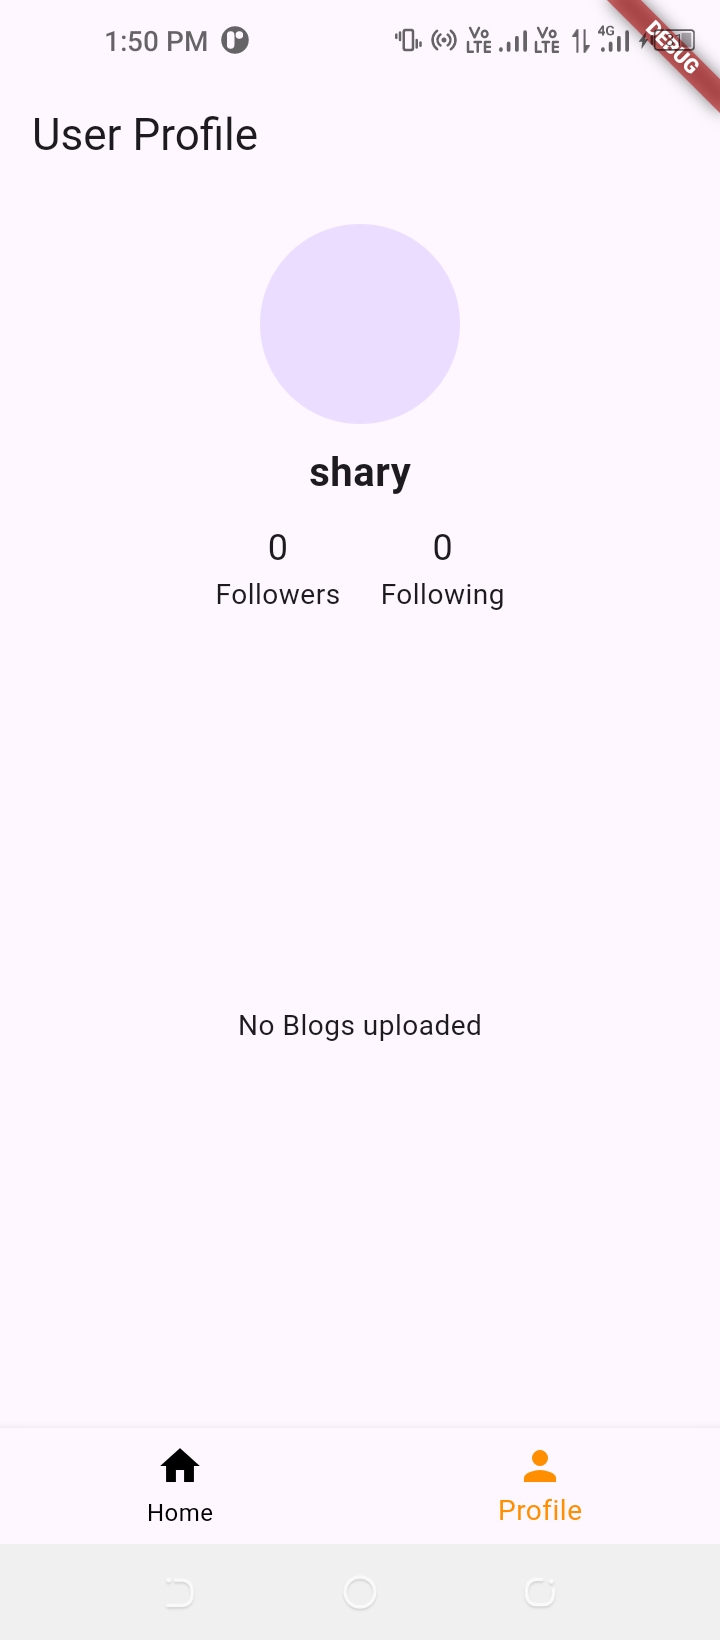 1:50 PM
Vo LTE
Vo LTE
4G
DEBUG
User Profile
shary
0 0
Followers Following
No Blogs uploaded
Home Profile